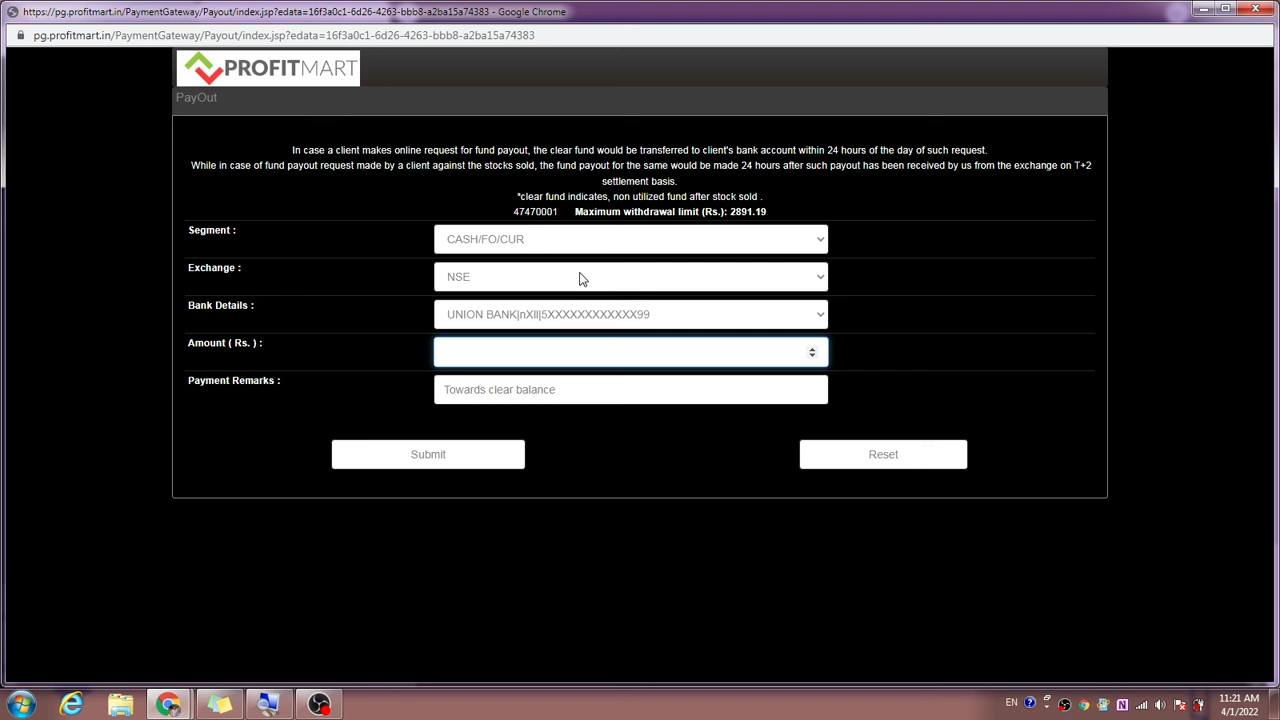 https://pg.profitmart.in/PaymentGateway/Payout/index.jsp?edata=16f3a0c1-6d26-4263-bbb8-a2ba15a74383 - Google Chrome
pg.profitmart.in/PaymentGateway/Payout/index.jsp?edata=16f3a0c1-6d26-4263-bbb8-a2ba15a74383
PROFITMART
PayOut
In case a client makes online request for fund payout, the clear fund would be transferred to client's bank account within 24 hours of the day of such request.
While in case of fund payout request made by a client against the stocks sold, the fund payout for the same would be made 24 hours after such payout has been received by us from the exchange on T+2
settlement basis.
*clear fund indicates, non utilized fund after stock sold .
47470001 Maximum withdrawal limit (Rs.): 2891.19
Segment : CASH/FO/CUR
Exchange : NSE
Bank Details : UNION BANK|nXII|5XXXXXXXXXXXX99
Amount ( Rs. ) :
Payment Remarks : Towards clear balance
Submit Reset
EN 11:21 AM
4/1/2022